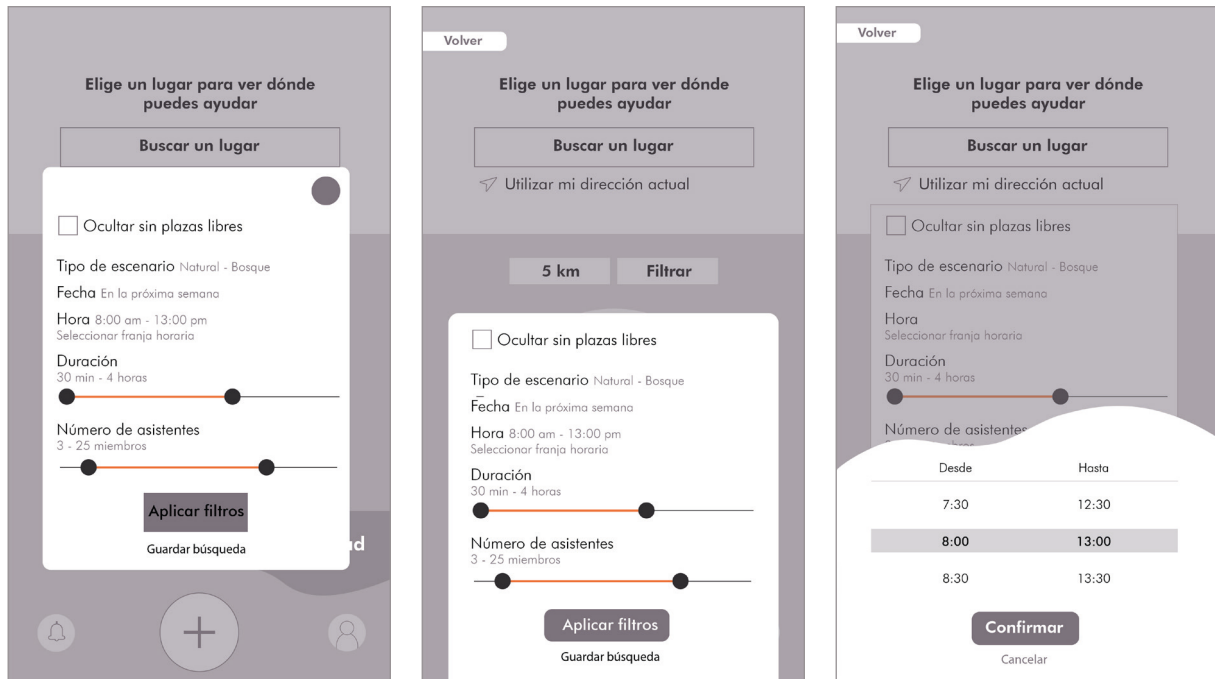 Elige un lugar para ver dónde
puedes ayudar
Buscar un lugar
Ocultar sin plazas libres
Tipo de escenario Natural - Bosque
Fecha En la próxima semana
Hora 8:00 am - 13:00 pm
Seleccionar franja horaria
Duración
30 min - 4 horas
Número de asistentes
3 - 25 miembros
Aplicar filtros
Guardar búsqueda
ad
Volver
Elige un lugar para ver dónde
puedes ayudar
Buscar un lugar
Utilizar mi dirección actual
5 km
Filtrar
Ocultar sin plazas libres
Tipo de escenario Natural - Bosque
Fecha En la próxima semana
Hora 8:00 am - 13:00 pm
Seleccionar franja horaria
Duración
30 min - 4 horas
Número de asistentes
3 - 25 miembros
Aplicar filtros
Guardar búsqueda
Volver
Elige un lugar para ver dónde
puedes ayudar
Buscar un lugar
Utilizar mi dirección actual
Ocultar sin plazas libres
Tipo de escenario Natural - Bosque
Fecha En la próxima semana
Hora
Seleccionar franja horaria
Duración
30 min - 4 horas
Número de asistentes
Desde Hasta
7:30 12:30
8:00 13:00
8:30 13:30
Confirmar
Cancelar